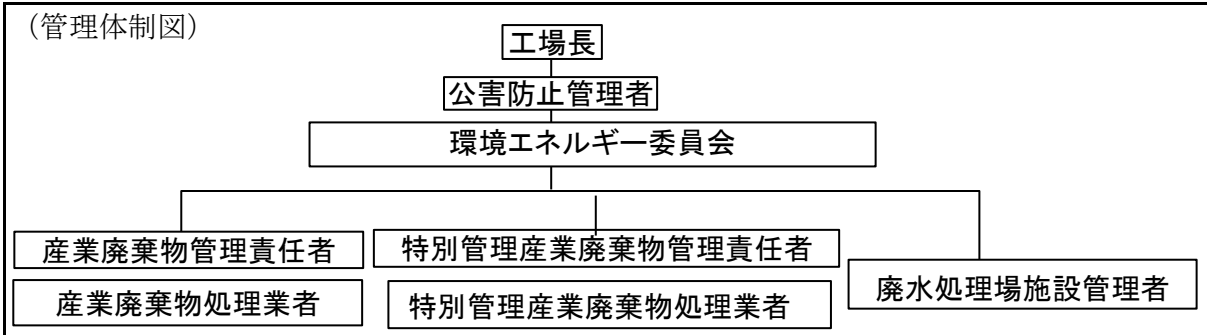 （管理体制図）
工場長
公害防止管理者
環境エネルギー委員会
産業廃棄物管理責任者
特別管理産業廃棄物管理責任者
廃水処理場施設管理者
産業廃棄物処理業者
特別管理産業廃棄物処理業者